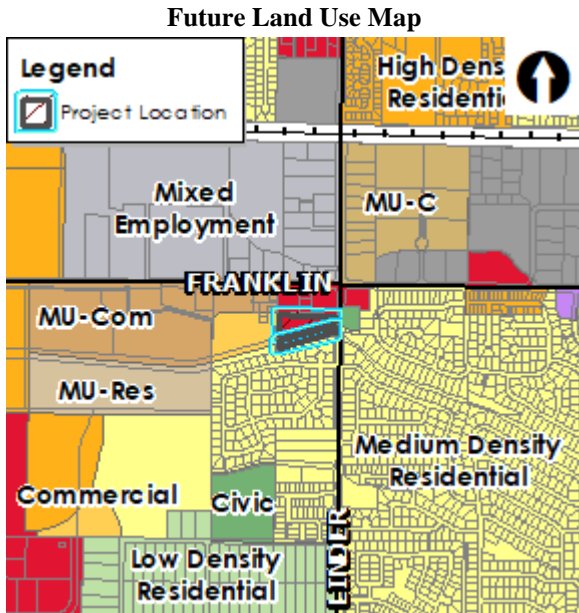 Future Land Use Map
Legend
Project Location
High Dens
Residenti
Mixed
Employment
MU-C
FRANKLIN
MU-Com
MU-Res
Medium Density
Residential
Commercial
Civic
LINDER
Low Density
Residential